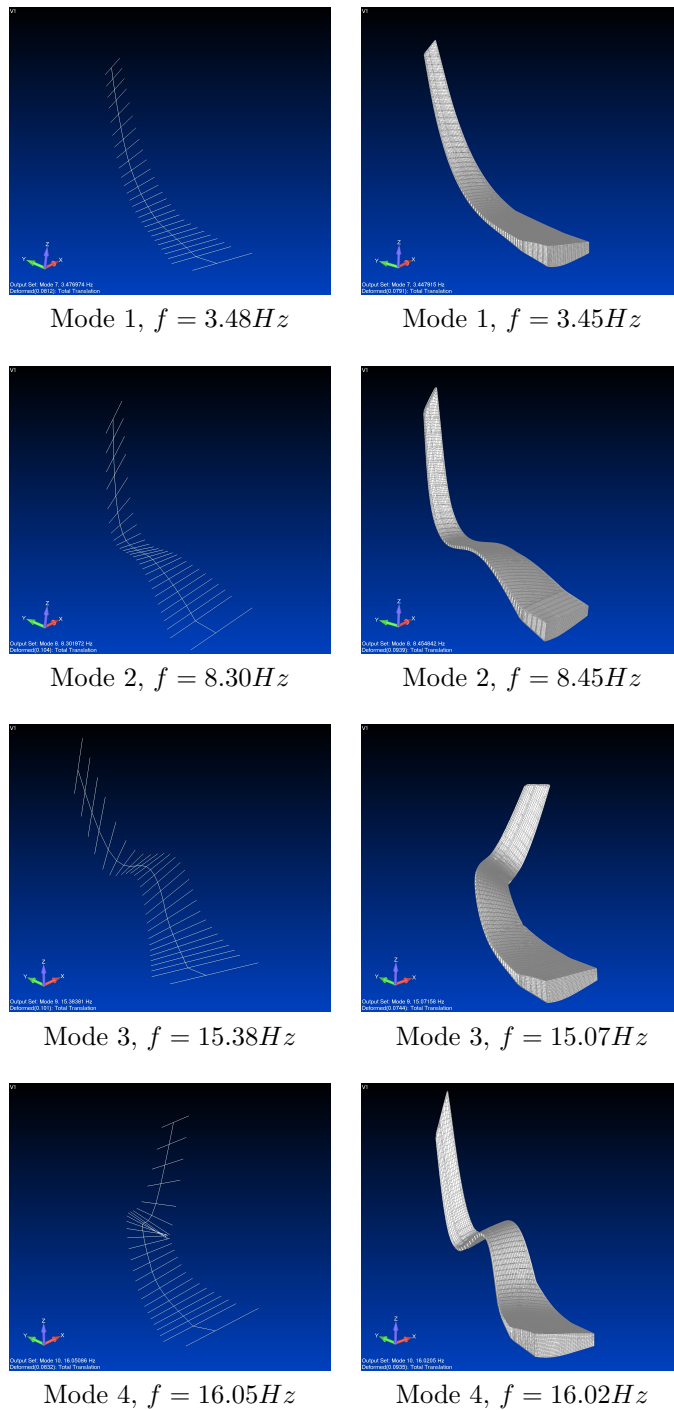 V1
Z
Y
X
Output Set: Mode 7, 3.476974 Hz
Deformed(0.0812): Total Translation
Mode 1, f = 3.48Hz
V1
Z
Y
X
Output Set: Mode 7, 3.447915 Hz
Deformed(0.0791): Total Translation
Mode 1, f = 3.45Hz
V1
Z
Y
X
Output Set: Mode 8, 8.301972 Hz
Deformed(0.104): Total Translation
Mode 2, f = 8.30Hz
V1
Z
Y
X
Output Set: Mode 8, 8.454842 Hz
Deformed(0.0939): Total Translation
Mode 2, f = 8.45Hz
V1
Z
Y
X
Output Set: Mode 9, 15.38381 Hz
Deformed(0.101): Total Translation
Mode 3, f = 15.38Hz
V1
Z
Y
X
Output Set: Mode 9, 15.07158 Hz
Deformed(0.0744): Total Translation
Mode 3, f = 15.07Hz
V1
Z
Y
X
Output Set: Mode 10, 16.05086 Hz
Deformed(0.0832): Total Translation
Mode 4, f = 16.05Hz
V1
Z
Y
X
Output Set: Mode 10, 16.0205 Hz
Deformed(0.0939): Total Translation
Mode 4, f = 16.02Hz